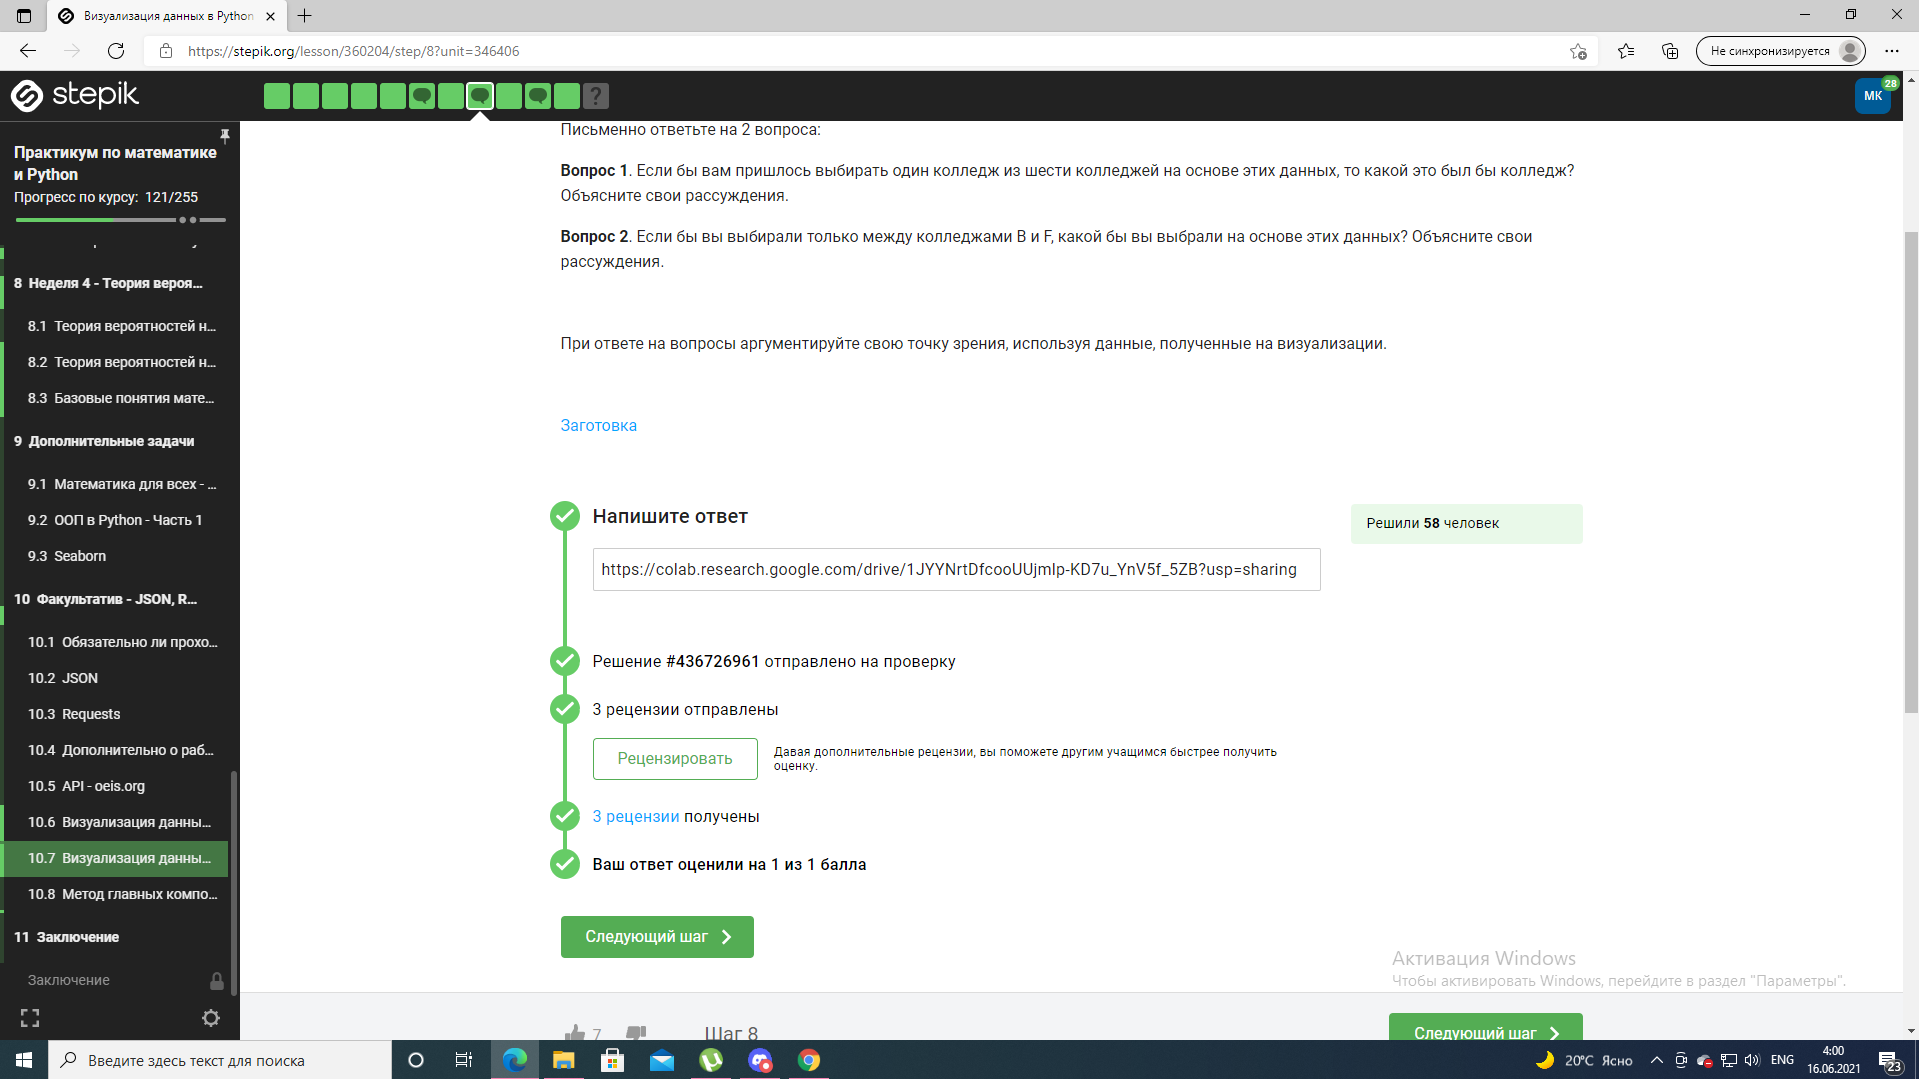 Визуализация данных в Python
https://stepik.org/lesson/360204/step/8?unit=346406
Не синхронизируется
stepik
?
МК
28
Практикум по математике
и Python
Прогресс по курсу: 121/255
8 Неделя 4 - Теория вероя...
8.1 Теория вероятностей н...
8.2 Теория вероятностей н...
8.3 Базовые понятия мате...
9 Дополнительные задачи
9.1 Математика для всех - ...
9.2 ООП в Python - Часть 1
9.3 Seaborn
10 Факультатив - JSON, R...
10.1 Обязательно ли прохо...
10.2 JSON
10.3 Requests
10.4 Дополнительно о раб...
10.5 API - oeis.org
10.6 Визуализация данны...
10.7 Визуализация данны...
10.8 Метод главных компо...
11 Заключение
Заключение
Письменно ответьте на 2 вопроса:
Вопрос 1. Если бы вам пришлось выбирать один колледж из шести колледжей на основе этих данных, то какой это был бы колледж?
Объясните свои рассуждения.
Вопрос 2. Если бы вы выбирали только между колледжами B и F, какой бы вы выбрали на основе этих данных? Объясните свои
рассуждения.
При ответе на вопросы аргументируйте свою точку зрения, используя данные, полученные на визуализации.
Заготовка
Напишите ответ
Решили 58 человек
https://colab.research.google.com/drive/1JYYNrtDfcooUUjmIp-KD7u_YnV5f_5ZB?usp=sharing
Решение #436726961 отправлено на проверку
3 рецензии отправлены
Рецензировать
Давая дополнительные рецензии, вы поможете другим учащимся быстрее получить
оценку.
3 рецензии получены
Ваш ответ оценили на 1 из 1 балла
Следующий шаг
Активация Windows
Чтобы активировать Windows, перейдите в раздел "Параметры".
7
Шаг 8
Следующий шаг
Введите здесь текст для поиска
20°C Ясно
ENG
4:00
16.06.2021
23